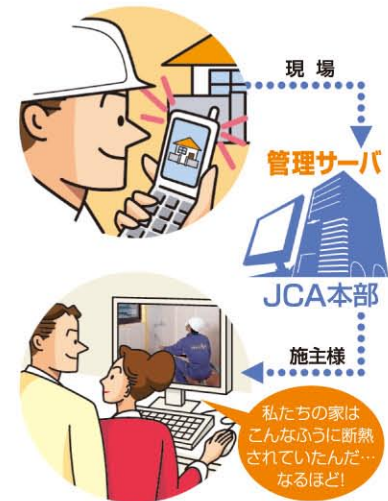 現場
管理サーバ
JCA本部
施主様
私たちの家は
こんなふうに断熱
されていたんだ…
なるほど!